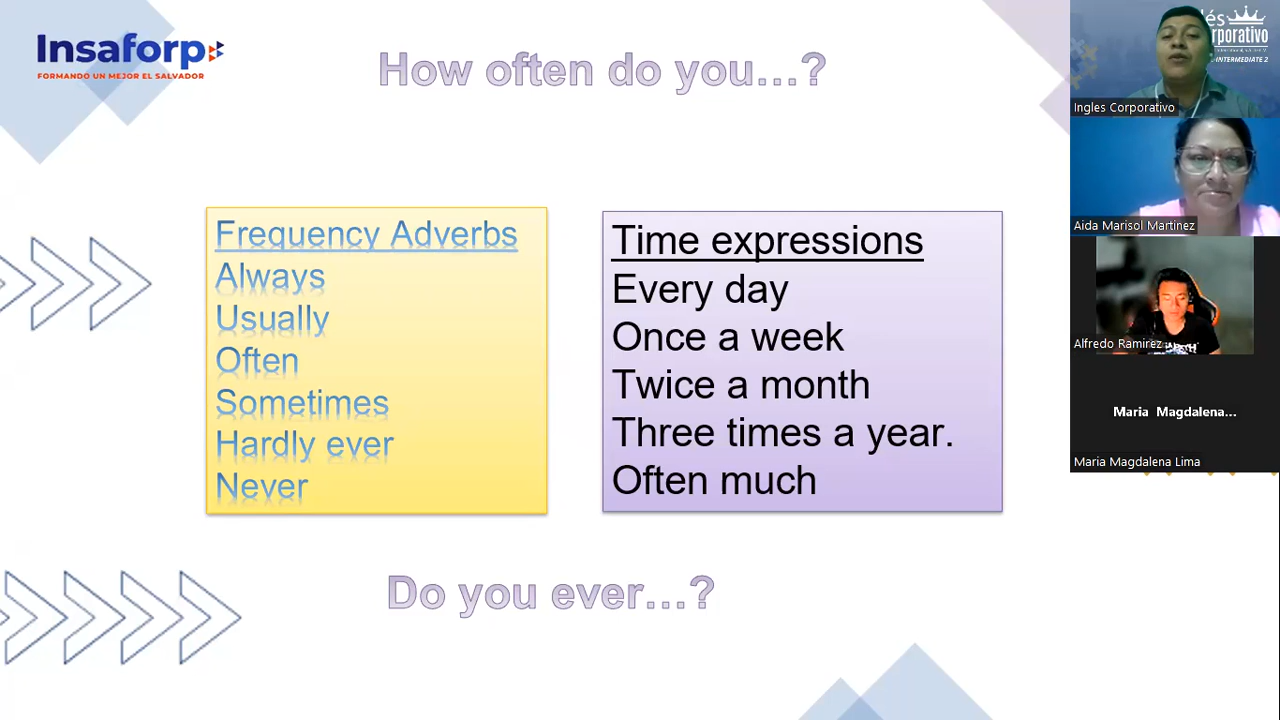 Insaforp
FORMANDO UN MEJOR EL SALVADOR
How often do you…?
Frequency Adverbs
Always
Usually
Often
Sometimes
Hardly ever
Never
Time expressions
Every day
Once a week
Twice a month
Three times a year.
Often much
Do you ever…?
INTERMEDIATE 2
Ingles Corporativo
Aida Marisol Martinez
Alfredo Ramirez
Maria Magdalena...
Maria Magdalena Lima